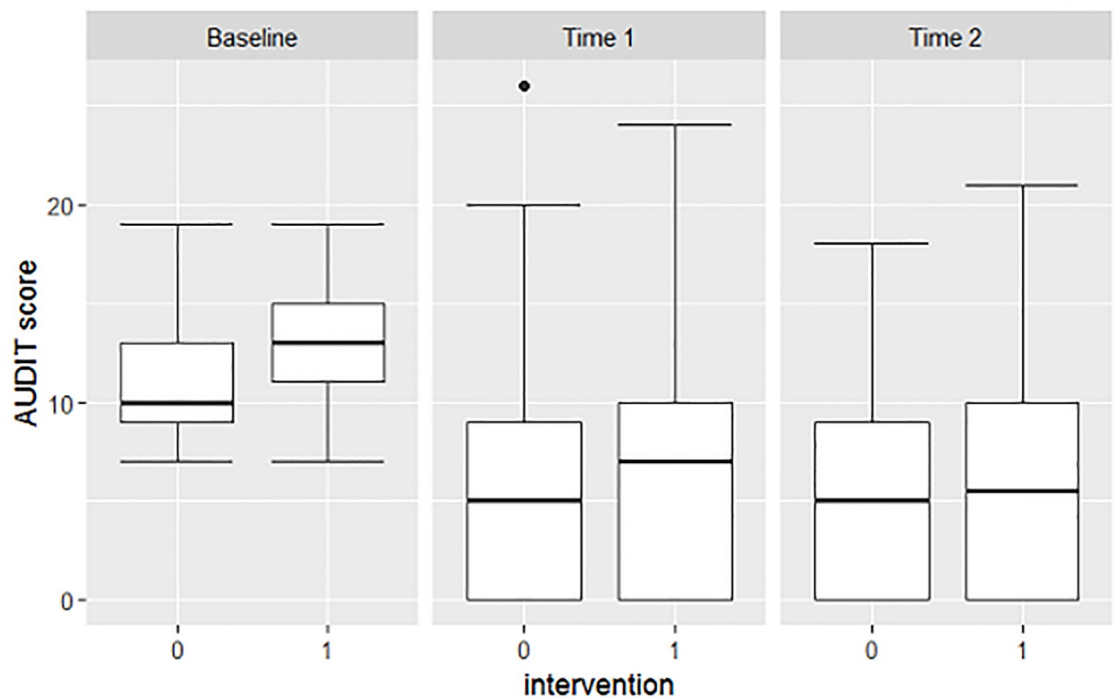 Baseline Time 1 Time 2
AUDIT score
20
10
0
0 1 0 1 0 1
intervention